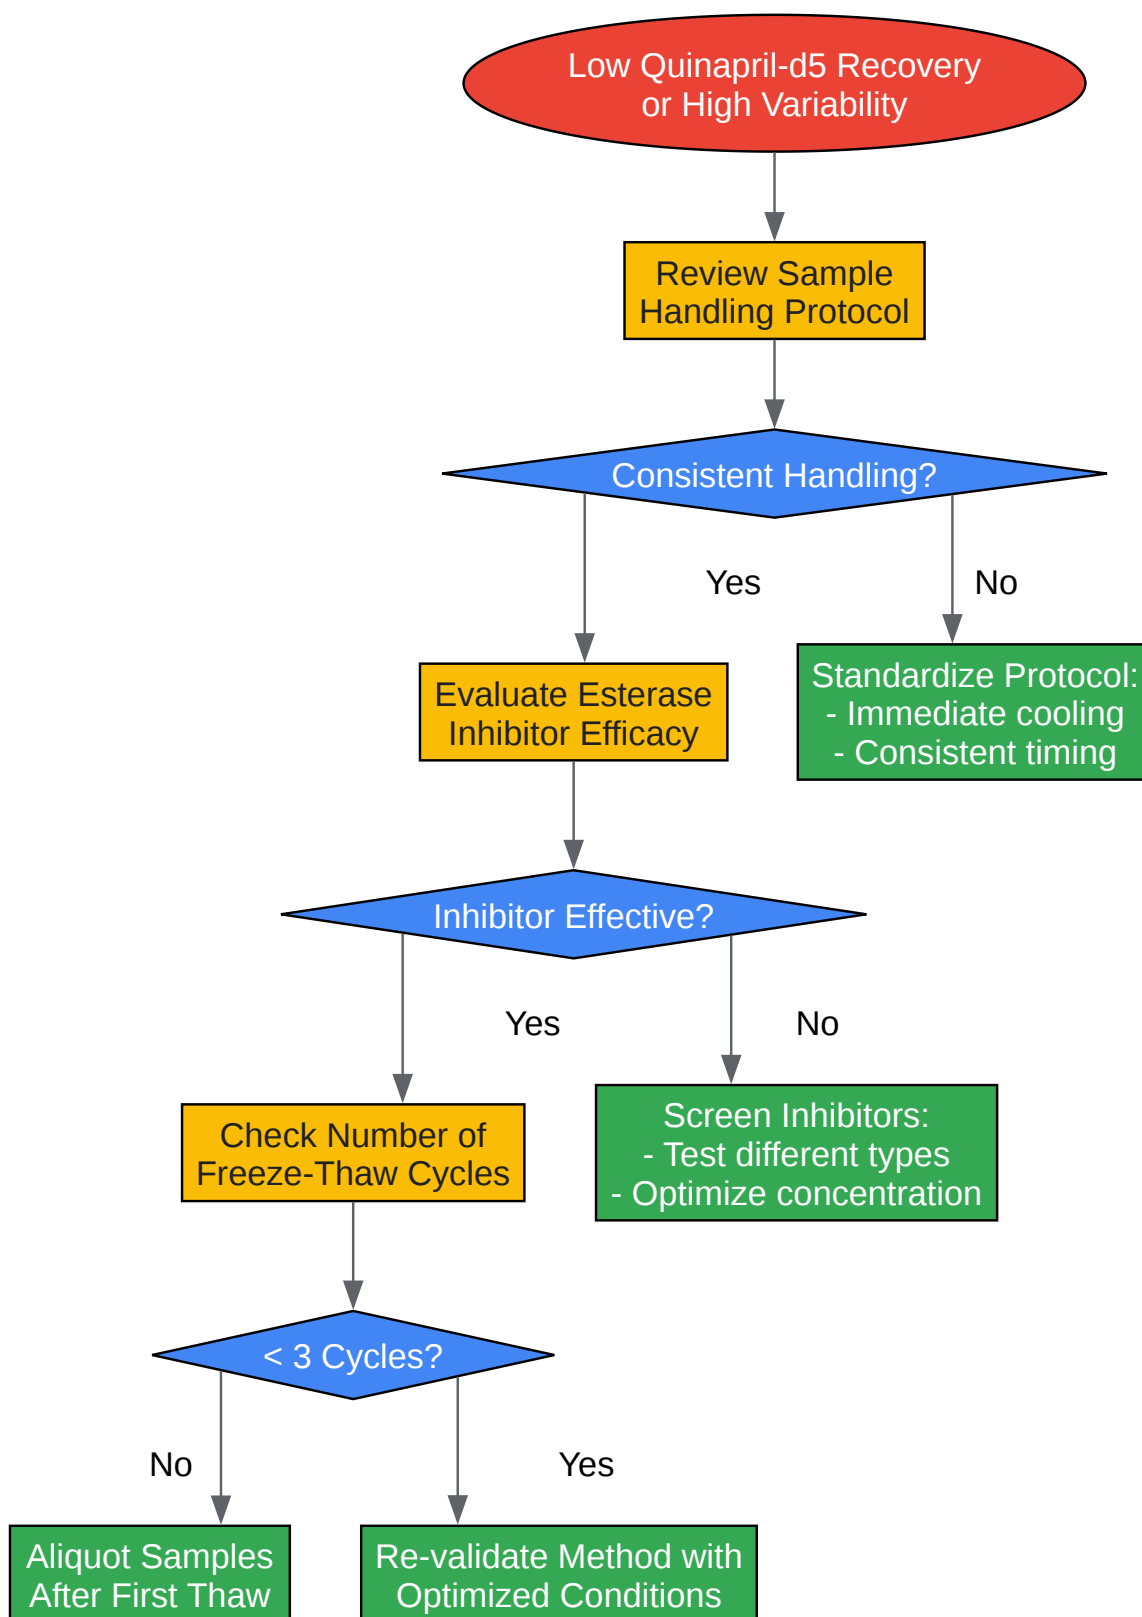 Low Quinapril-d5 Recovery
or High Variability
Review Sample
Handling Protocol
Consistent Handling?
Yes
No
Evaluate Esterase
Inhibitor Efficacy
Standardize Protocol:
- Immediate cooling
- Consistent timing
Inhibitor Effective?
Yes
No
Check Number of
Freeze-Thaw Cycles
Screen Inhibitors:
- Test different types
- Optimize concentration
< 3 Cycles?
No
Yes
Aliquot Samples
After First Thaw
Re-validate Method with
Optimized Conditions